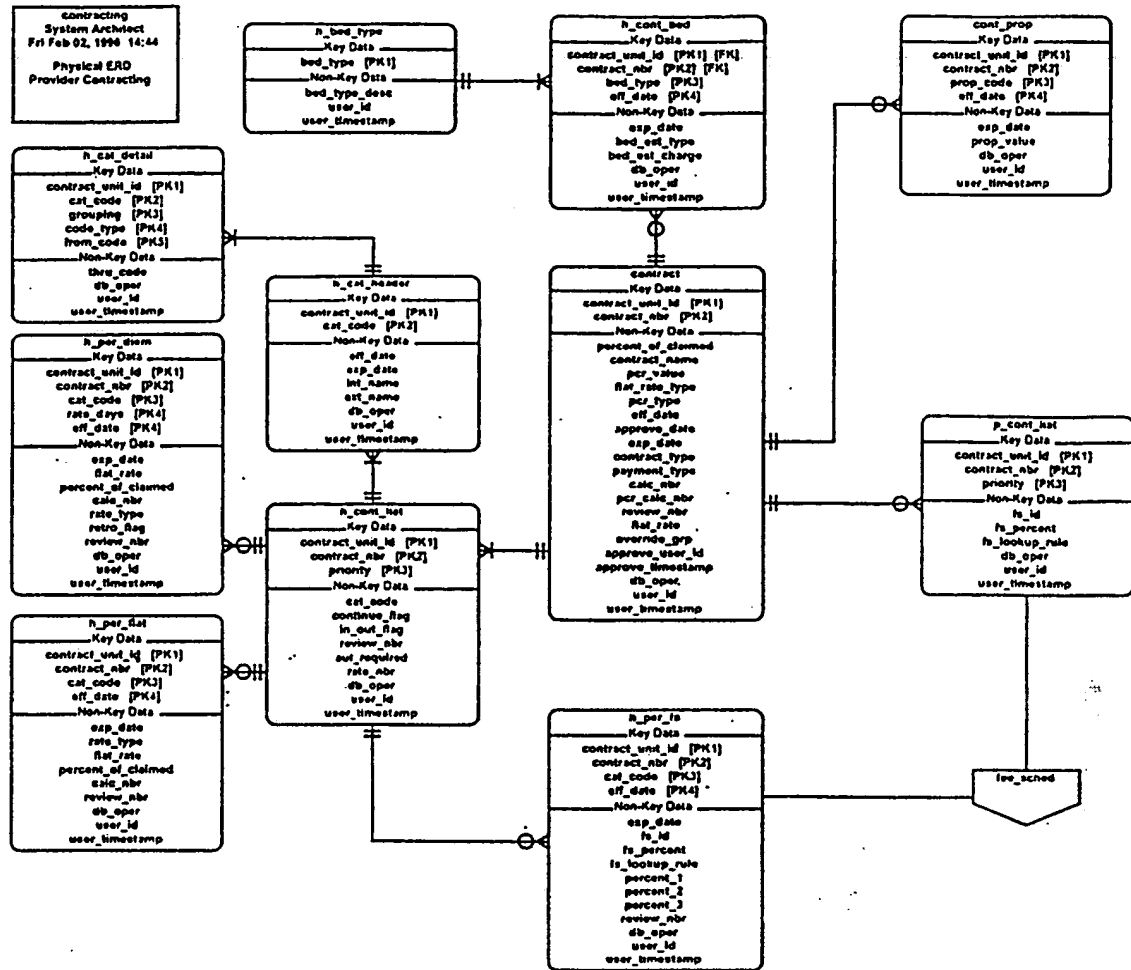 contracting
System Architect
Fri Feb 02, 1996 14:44
Physical ERD
Provider Contracting
h_bed_type
Key Data
bed_type [PK1]
Non-Key Data
bed_type_desc
user_id
user_timestamp
h_cont_bed
Key Data
contract_unit_id [PK1] [FK]
contract_nbr [PK2] [FK]
bed_type [PK3]
eff_date [PK4]
Non-Key Data
exp_date
bed_est_type
bed_est_charge
db_oper
user_id
user_timestamp
cont_prop
Key Data
contract_unit_id [PK1]
contract_nbr [PK2]
prop_code [PK3]
eff_date [PK4]
Non-Key Data
exp_date
prop_value
db_oper
user_id
user_timestamp
h_cat_detail
Key Data
contract_unit_id [PK1]
cat_code [PK2]
grouping [PK3]
code_type [PK4]
from_code [PK5]
Non-Key Data
thru_code
db_oper
user_id
user_timestamp
h_cat_header
Key Data
contract_unit_id [PK1]
cat_code [PK2]
Non-Key Data
eff_date
exp_date
int_name
ext_name
db_oper
user_id
user_timestamp
contract
Key Data
contract_unit_id [PK1]
contract_nbr [PK2]
Non-Key Data
percent_of_claimed
contract_name
pcr_value
flat_rate_type
pcr_type
eff_date
approve_date
exp_date
contract_type
payment_type
calc_nbr
pcr_calc_nbr
review_nbr
flat_rate
override_grp
approve_user_id
approve_timestamp
db_oper
user_id
user_timestamp
h_per_diem
Key Data
contract_unit_id [PK1]
contract_nbr [PK2]
cat_code [PK3]
rate_days [PK4]
eff_date [PK4]
Non-Key Data
exp_date
flat_rate
percent_of_claimed
calc_nbr
rate_type
retro_flag
review_nbr
db_oper
user_id
user_timestamp
p_cont_kat
Key Data
contract_unit_id [PK1]
contract_nbr [PK2]
priority [PK3]
Non-Key Data
fs_id
fs_percent
fs_lookup_rule
db_oper
user_id
user_timestamp
h_cont_kat
Key Data
contract_unit_id [PK1]
contract_nbr [PK2]
priority [PK3]
Non-Key Data
cat_code
continue_flag
in_out_flag
review_nbr
aut_required
rate_nbr
db_oper
user_id
user_timestamp
h_per_flat
Key Data
contract_unit_id [PK1]
contract_nbr [PK2]
cat_code [PK3]
eff_date [PK4]
Non-Key Data
exp_date
rate_type
flat_rate
percent_of_claimed
calc_nbr
review_nbr
db_oper
user_id
user_timestamp
h_per_fs
Key Data
contract_unit_id [PK1]
contract_nbr [PK2]
cat_code [PK3]
eff_date [PK4]
Non-Key Data
exp_date
fs_id
fs_percent
fs_lookup_rule
percent_1
percent_2
percent_3
review_nbr
db_oper
user_id
user_timestamp
fee_sched